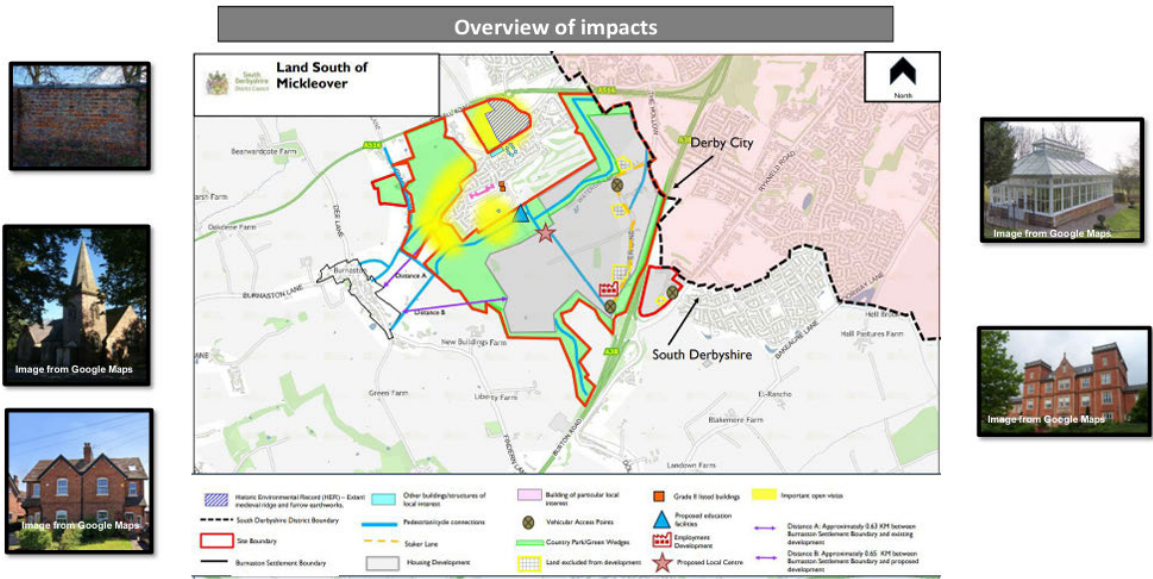 Overview of impacts
South
Derbyshire
District Council
Land South of
Mickleover
North
A516
A516
THE HOLLOW
Derby City
RYKNELD ROAD
Bearwardcote Farm
Oakdene Farm
DEE LANE
Burnaston
BURNASTON LANE
Distance A
Distance B
New Buildings Farm
South Derbyshire
Hell Brook
Hall Pastures Farm
BAKEACRE LANE
A38
Green Farm
Liberty Farm
El-Rancho
Blakemere Farm
FINDERN LANE
BURTON ROAD
Landown Farm
Image from Google Maps
Image from Google Maps
Image from Google Maps
Image from Google Maps
Historic Environmental Record (HER) – Extant
medieval ridge and furrow earthworks.
South Derbyshire District Boundary
Site Boundary
Burnaston Settlement Boundary
Other buildings/structures of
local interest
Pedestrian/cycle connections
Staker Lane
Housing Development
Building of particular local
interest
Vehicular Access Points
Country Park/Green Wedges
Land excluded from development
Grade II listed buildings
Proposed education
facilities
Employment
Development
Proposed Local Centre
Important open vistas
Distance A: Approximately 0.63 KM between
Burnaston Settlement Boundary and existing
development
Distance B: Approximately 0.65 KM between
Burnaston Settlement Boundary and proposed
development